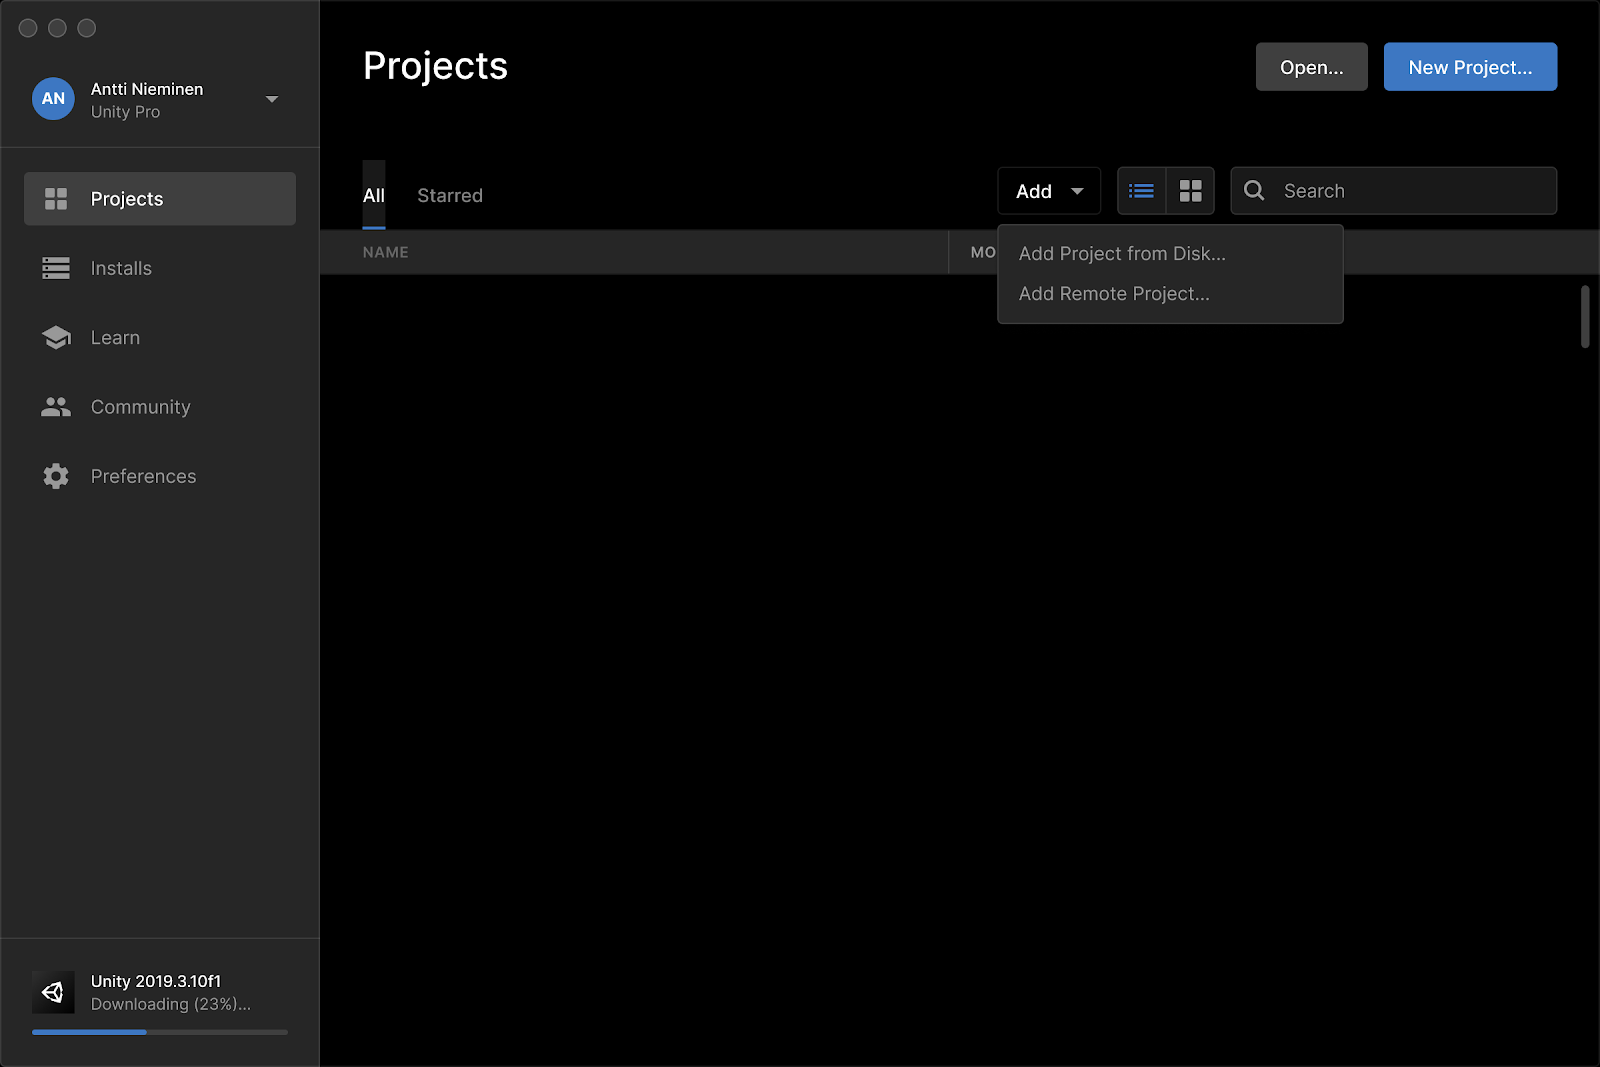 AN
Antti Nieminen
Unity Pro
Projects
Installs
Learn
Community
Preferences
Unity 2019.3.10f1
Downloading (23%)...
Projects
Open...
New Project...
All
Starred
Add
Search
NAME
MO
Add Project from Disk...
Add Remote Project...